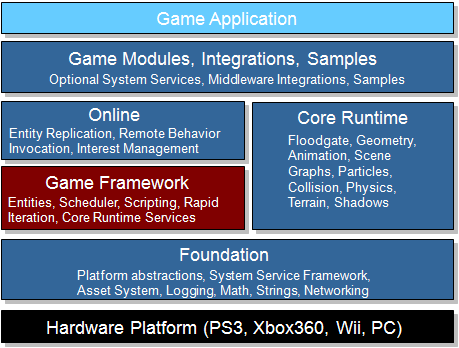 Game Application
Game Modules, Integrations, Samples
Optional System Services, Middleware Integrations, Samples
Online
Entity Replication, Remote Behavior
Invocation, Interest Management
Game Framework
Entities, Scheduler, Scripting, Rapid
Iteration, Core Runtime Services
Core Runtime
Floodgate, Geometry,
Animation, Scene
Graphs, Particles,
Collision, Physics,
Terrain, Shadows
Foundation
Platform abstractions, System Service Framework,
Asset System, Logging, Math, Strings, Networking
Hardware Platform (PS3, Xbox360, Wii, PC)